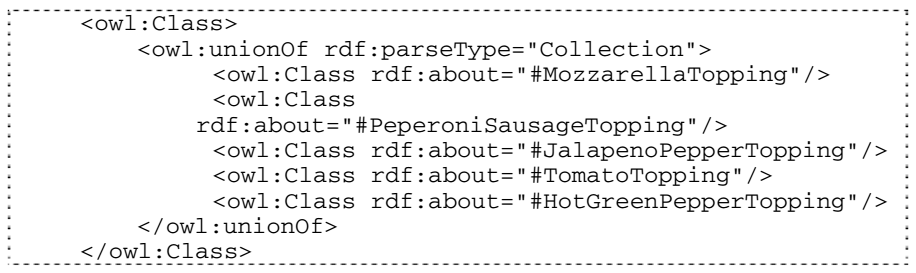 <owl:Class>
<owl:unionOf rdf:parseType="Collection">
<owl:Class rdf:about="#MozzarellaTopping"/>
<owl:Class
rdf:about="#PeperoniSausageTopping"/>
<owl:Class rdf:about="#JalapenoPepperTopping"/>
<owl:Class rdf:about="#TomatoTopping"/>
<owl:Class rdf:about="#HotGreenPepperTopping"/>
</owl:unionOf>
</owl:Class>